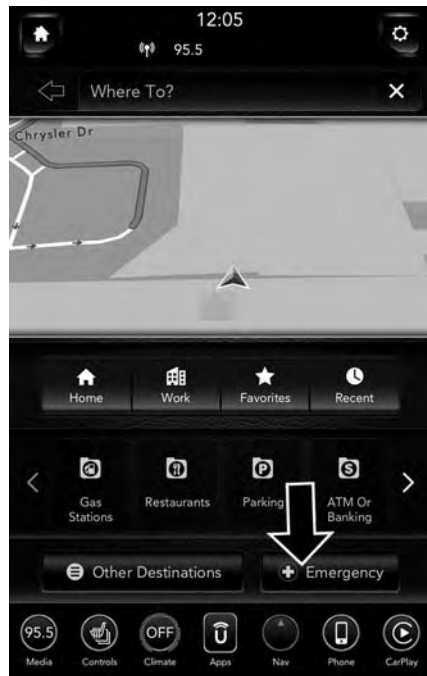 12:05
95.5
Where To?
Chrysler Dr
Home Work Favorites Recent
Gas Stations Restaurants Parking ATM Or Banking
Other Destinations Emergency
95.5 OFF
Media Controls Climate Apps Nav Phone CarPlay